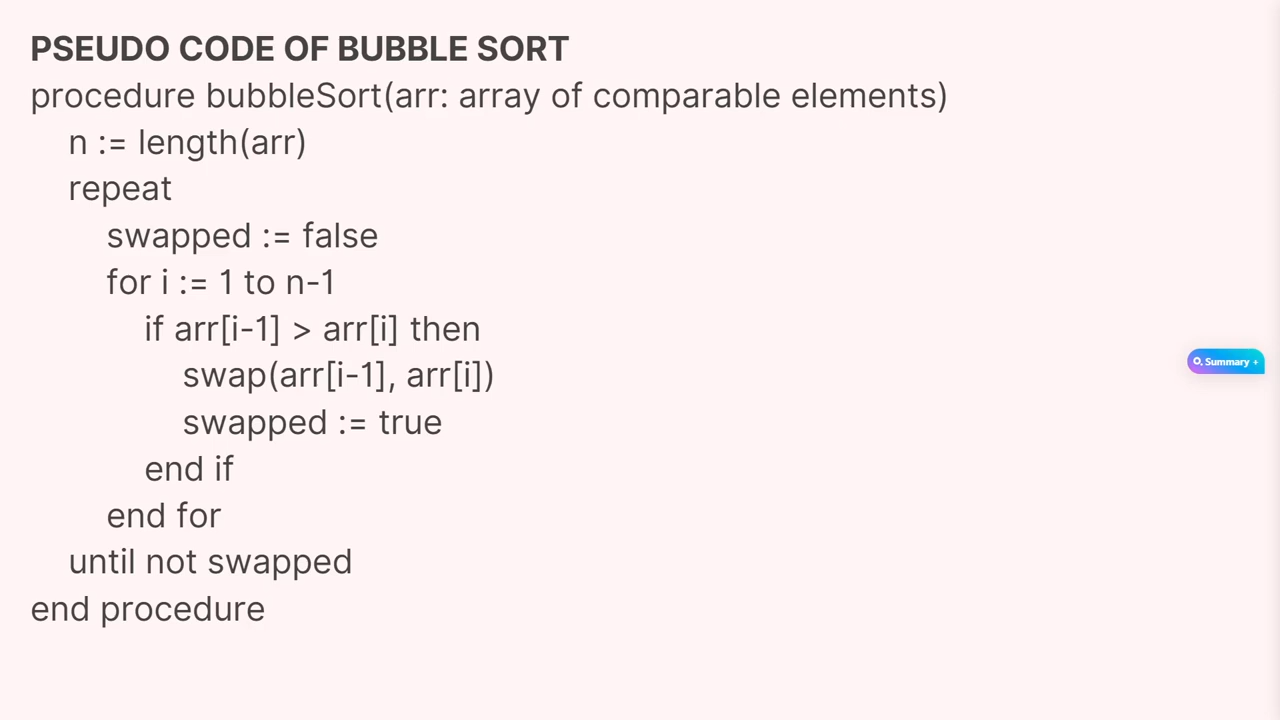 PSEUDO CODE OF BUBBLE SORT
procedure bubbleSort(arr: array of comparable elements)
n := length(arr)
repeat
swapped := false
for i := 1 to n-1
if arr[i-1] > arr[i] then
swap(arr[i-1], arr[i])
swapped := true
end if
end for
until not swapped
end procedure
Summary +